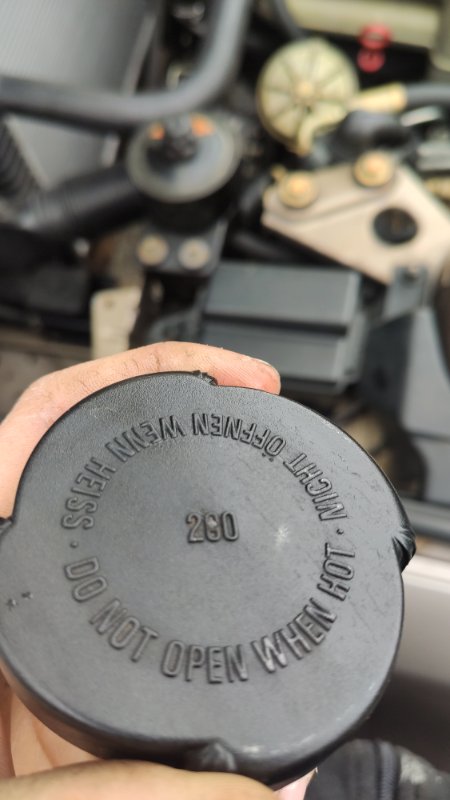 NICHT ÖFFNEN WENN HEISS · DO NOT OPEN WHEN HOT ·
200